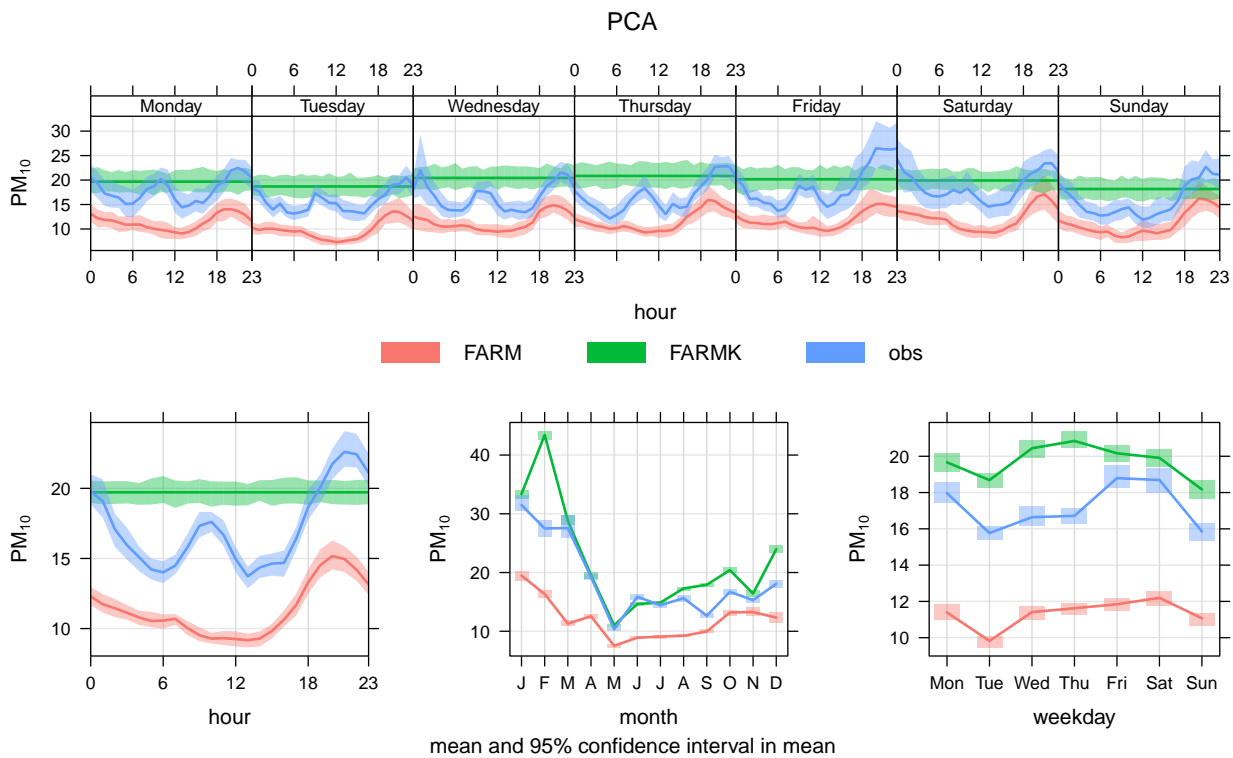 PCA
0 6 12 18 23 0 6 12 18 23 0 6 12 18 23
Monday Tuesday Wednesday Thursday Friday Saturday Sunday
30
25
20
15
10
PM10
0 6 12 18 23 0 6 12 18 23 0 6 12 18 23 0 6 12 18 23
hour
FARM FARMK obs
20
15
10
PM10
0 6 12 18 23
hour
40
30
20
10
PM10
J F M A M J J A S O N D
month
20
18
16
14
12
10
PM10
Mon Tue Wed Thu Fri Sat Sun
weekday
mean and 95% confidence interval in mean